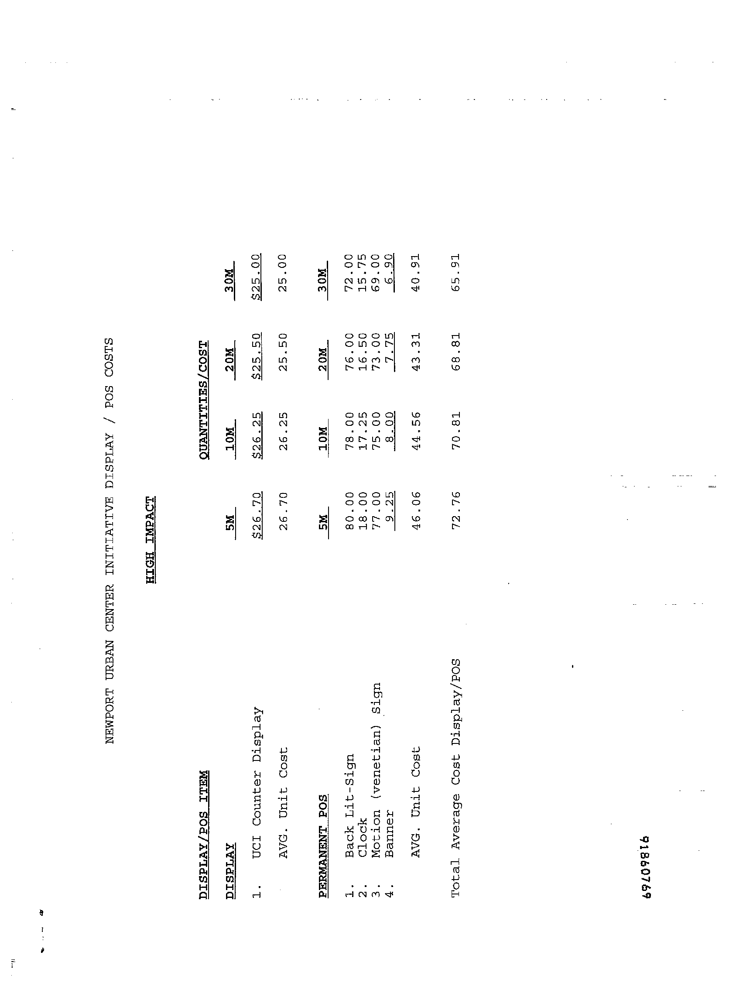 NEWPORT URBAN CENTER INITIATIVE DISPLAY / POS COSTS
HIGH IMPACT
DISPLAY/POS ITEM QUANTITIES/COST
DISPLAY 5M 10M 20M 30M
1. UCI Counter Display $26.70 $26.25 $25.50 $25.00
AVG. Unit Cost 26.70 26.25 25.50 25.00
PERMANENT POS 5M 10M 20M 30M
1. Back Lit-Sign 80.00 78.00 76.00 72.00
2. Clock 18.00 17.25 16.50 15.75
3. Motion (venetian) Sign 77.00 75.00 73.00 69.00
4. Banner 9.25 8.00 7.75 6.90
AVG. Unit Cost 46.06 44.56 43.31 40.91
Total Average Cost Display/POS 72.76 70.81 68.81 65.91
91860769